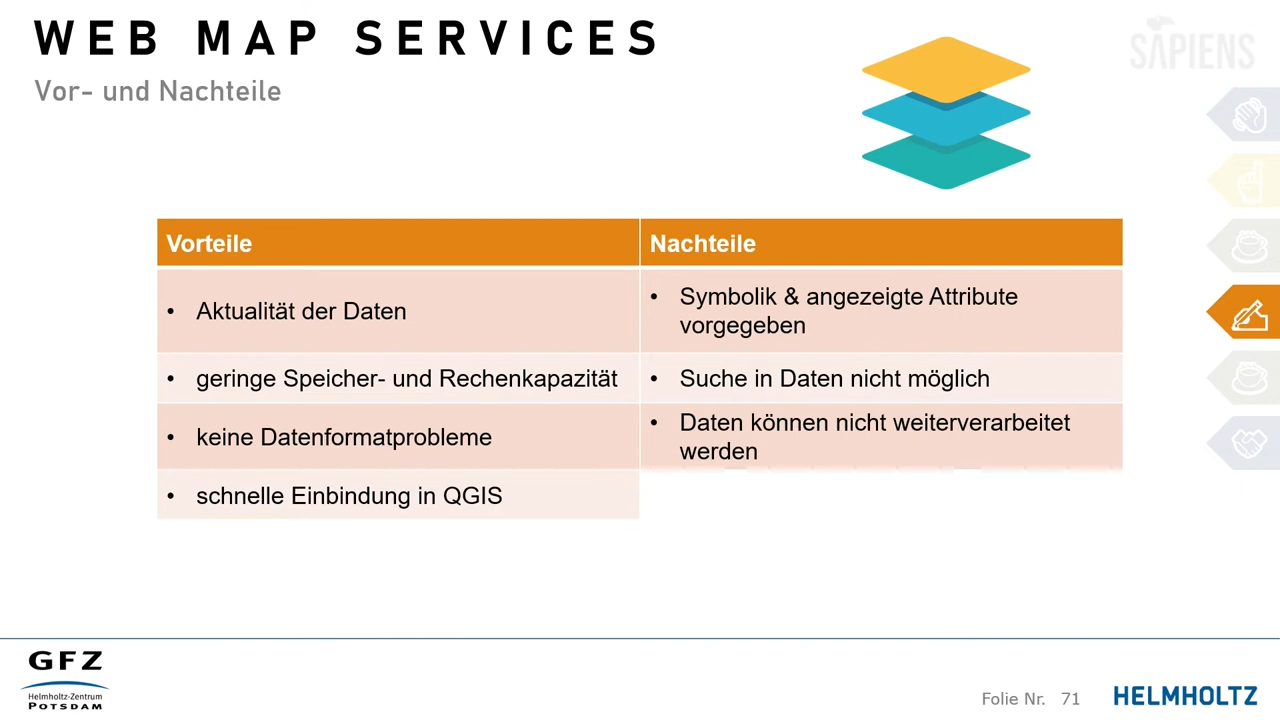 WEB MAP SERVICES
Vor- und Nachteile
SAPIENS
Vorteile
Nachteile
• Aktualität der Daten
• Symbolik & angezeigte Attribute
vorgegeben
• geringe Speicher- und Rechenkapazität
• Suche in Daten nicht möglich
• keine Datenformatprobleme
• Daten können nicht weiterverarbeitet
werden
• schnelle Einbindung in QGIS
GFZ
Helmholtz-Zentrum
POTSDAM
Folie Nr. 71
HELMHOLTZ